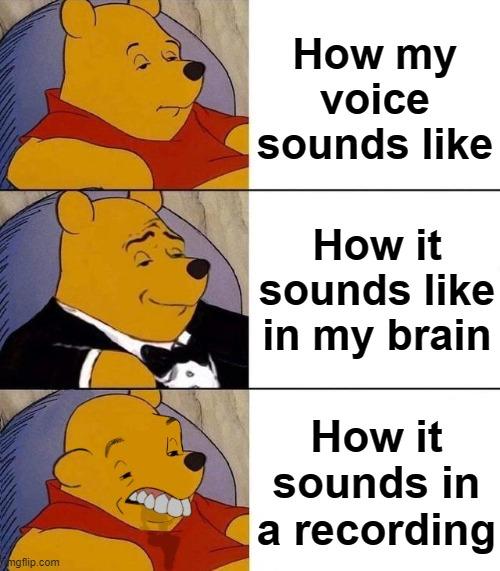 How my
voice
sounds like
How it
sounds like
in my brain
How it
sounds in
a recording
imgflip.com